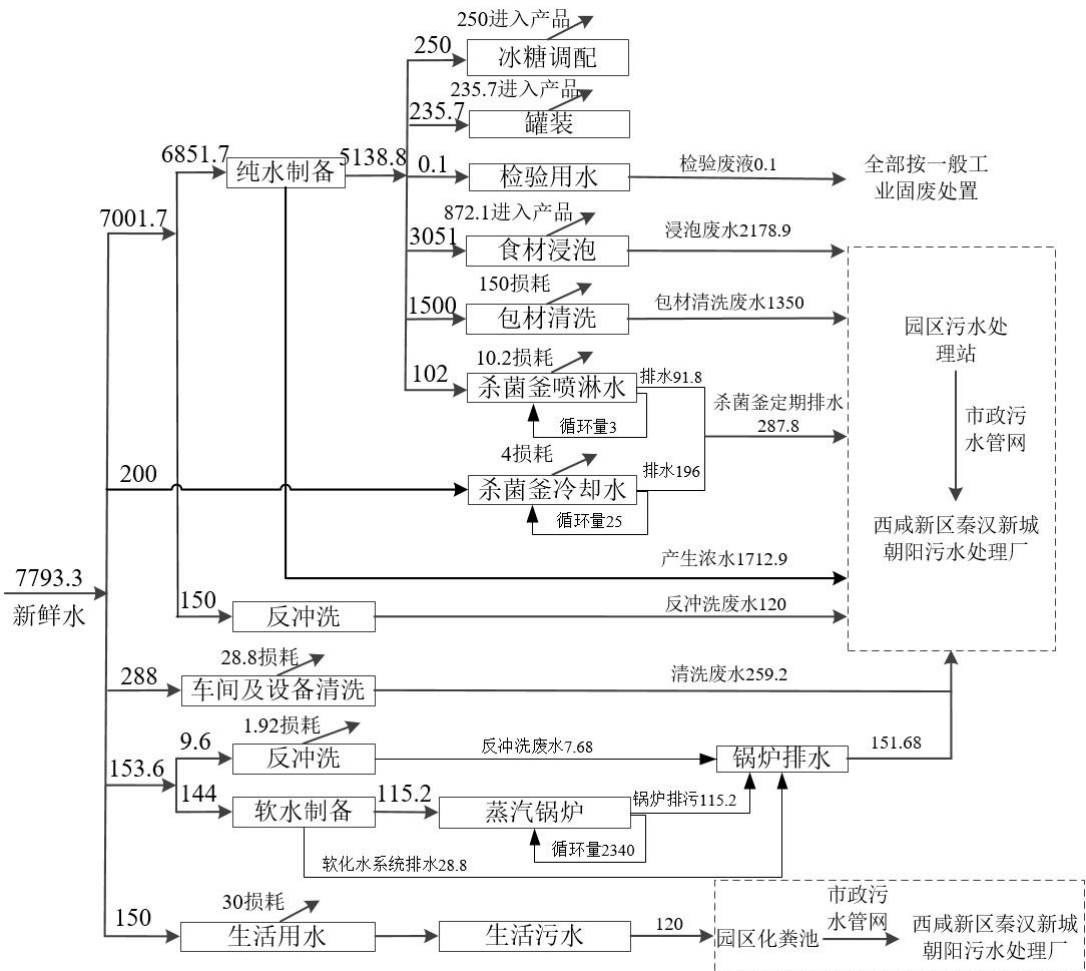 250进入产品
250
冰糖调配
235.7进入产品
235.7
罐装
6851.7
纯水制备
5138.8
0.1
检验用水
检验废液0.1
全部按一般工
业固废处置
7001.7
872.1进入产品
3051
食材浸泡
浸泡废水2178.9
150损耗
1500
包材清洗
包材清洗废水1350
园区污水处
理站
10.2损耗
102
杀菌釜喷淋水
排水91.8
循环量3
杀菌釜定期排水
287.8
市政污
水管网
4损耗
200
杀菌釜冷却水
排水196
循环量25
西咸新区秦汉新城
朝阳污水处理厂
产生浓水1712.9
7793.3
新鲜水
150
反冲洗
反冲洗废水120
28.8损耗
288
车间及设备清洗
清洗废水259.2
1.92损耗
9.6
反冲洗
反冲洗废水7.68
锅炉排水
151.68
153.6
144
软水制备
115.2
蒸汽锅炉
锅炉排污115.2
循环量2340
软化水系统排水28.8
30损耗
150
生活用水
生活污水
120
园区化粪池
市政污
水管网
西咸新区秦汉新城
朝阳污水处理厂